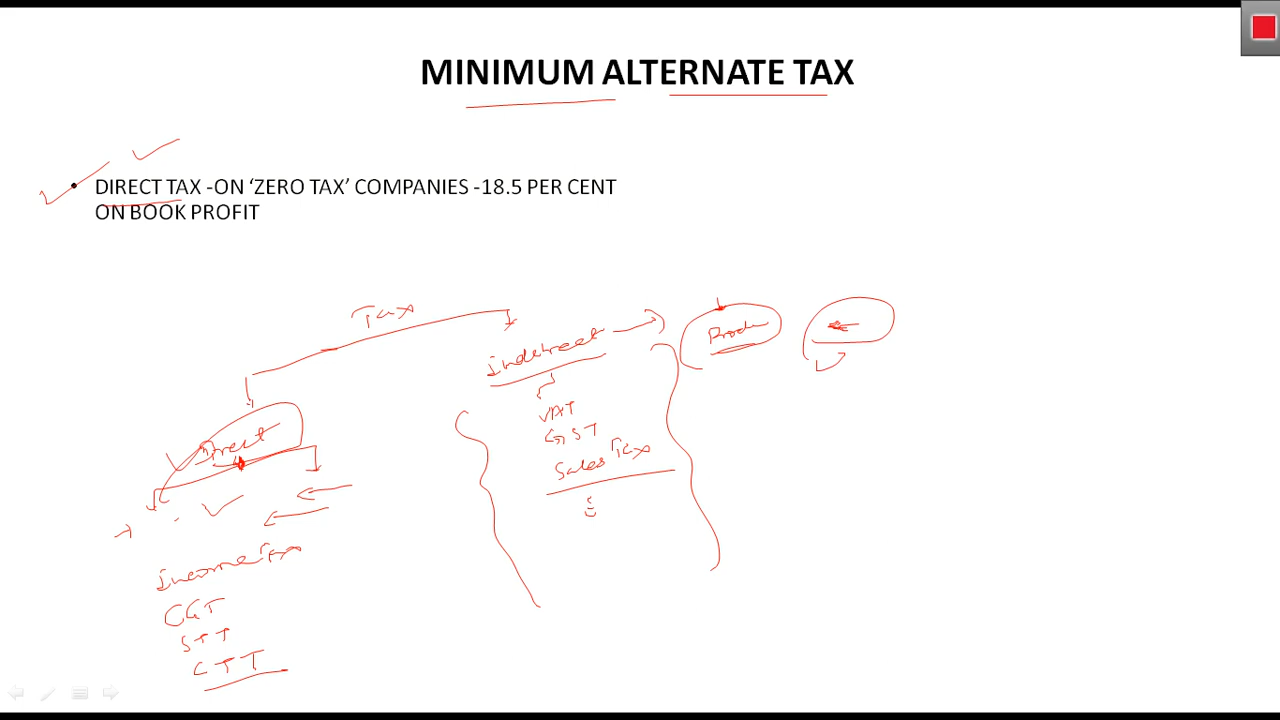 MINIMUM ALTERNATE TAX
• DIRECT TAX -ON ‘ZERO TAX’ COMPANIES -18.5 PER CENT
ON BOOK PROFIT
Tax
Indirect
Direct
VAT
GST
Sales Tax
Income Tax
CGT
STT
CTT